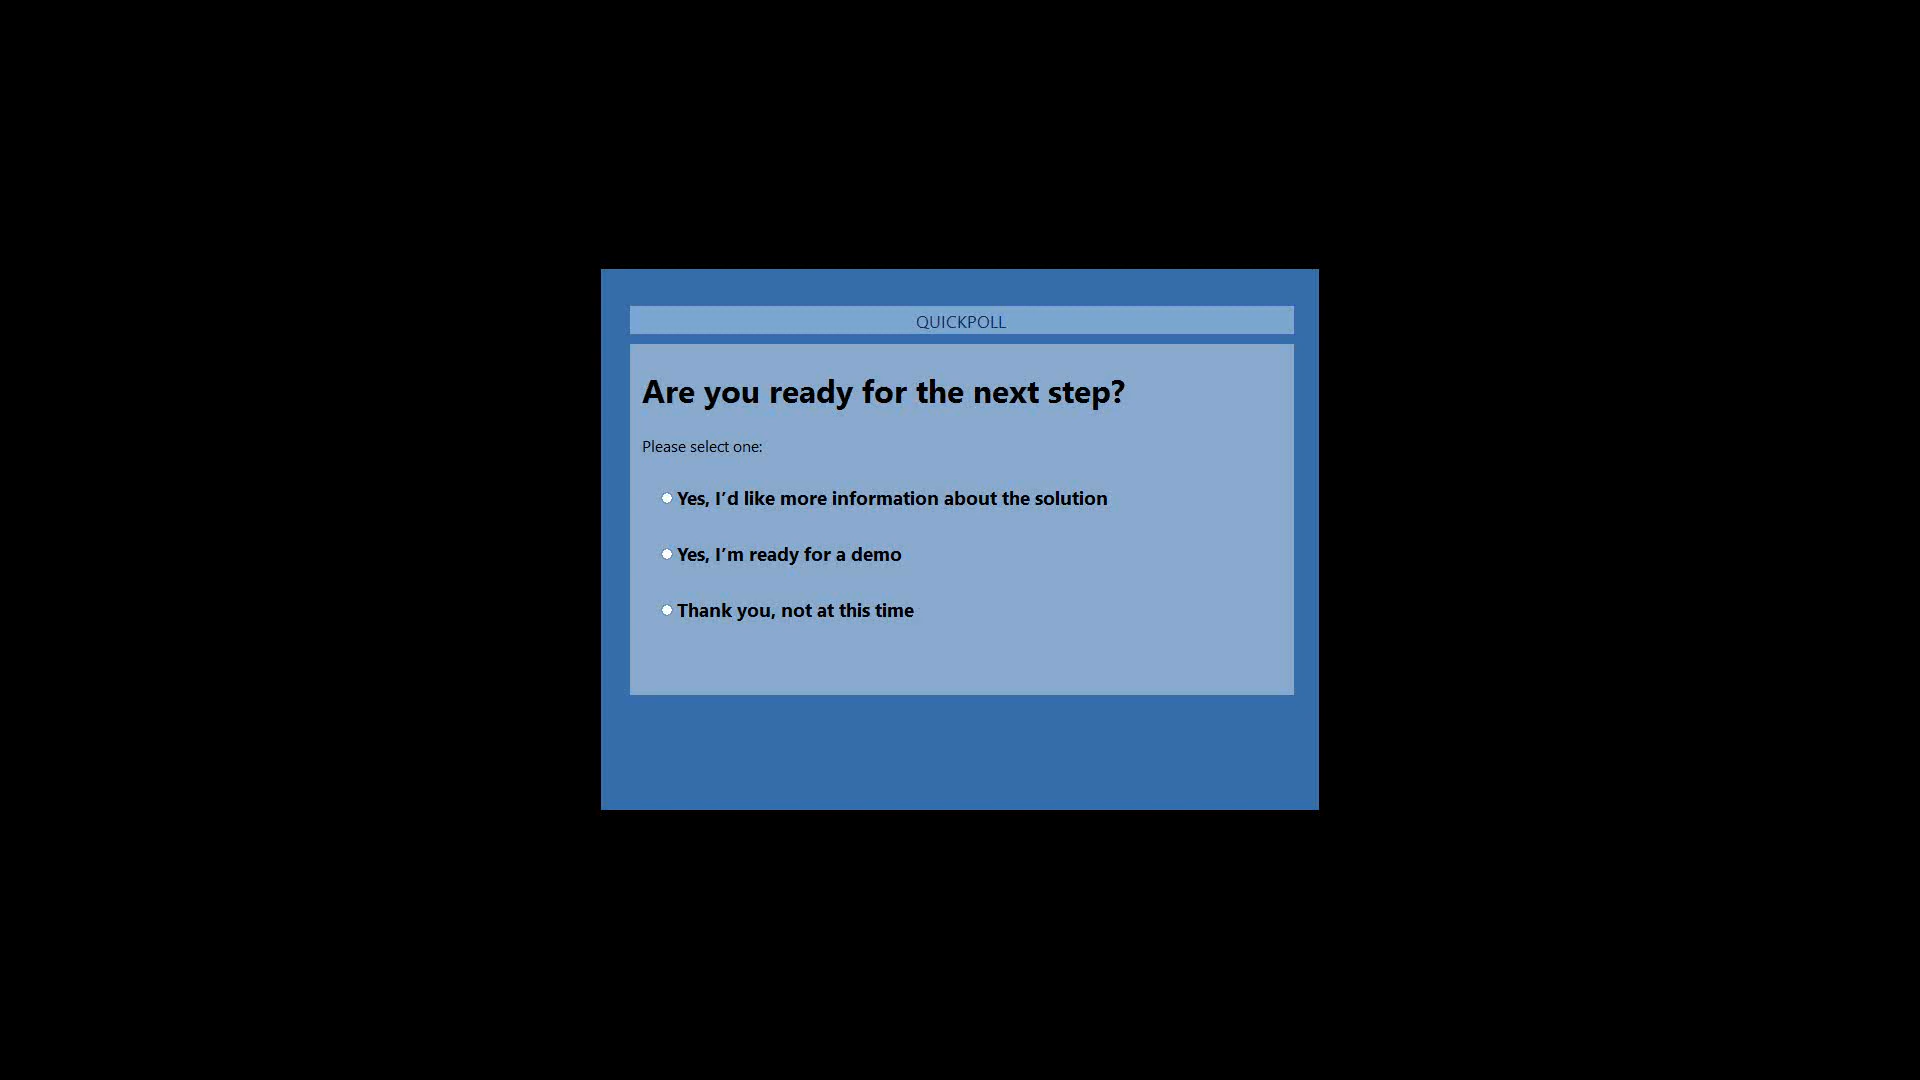 QUICKPOLL
Are you ready for the next step?
Please select one:
Yes, I’d like more information about the solution
Yes, I’m ready for a demo
Thank you, not at this time